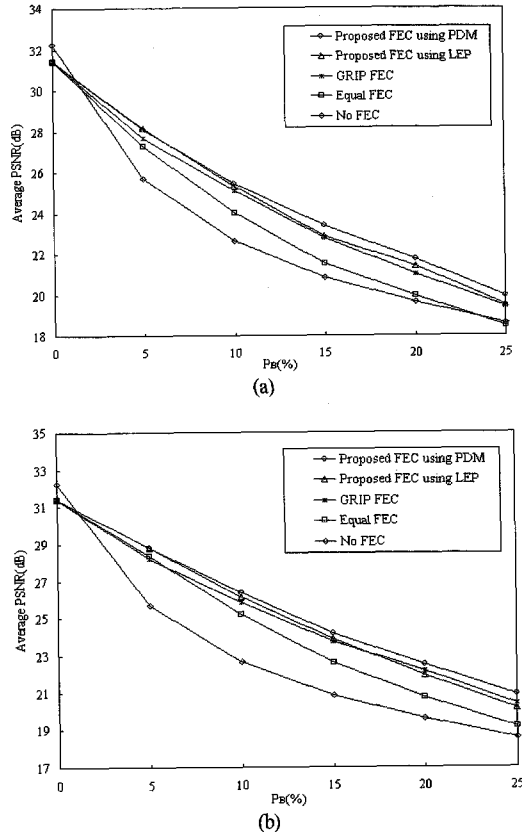 34
32
30
28
26
24
22
20
18
Average PSNR(dB)
Proposed FEC using PDM
Proposed FEC using LEP
GRIP FEC
Equal FEC
No FEC
0 5 10 15 20 25
PB(%)
(a)
35
33
31
29
27
25
23
21
19
17
Average PSNR(dB)
Proposed FEC using PDM
Proposed FEC using LEP
GRIP FEC
Equal FEC
No FEC
0 5 10 15 20 25
PB(%)
(b)